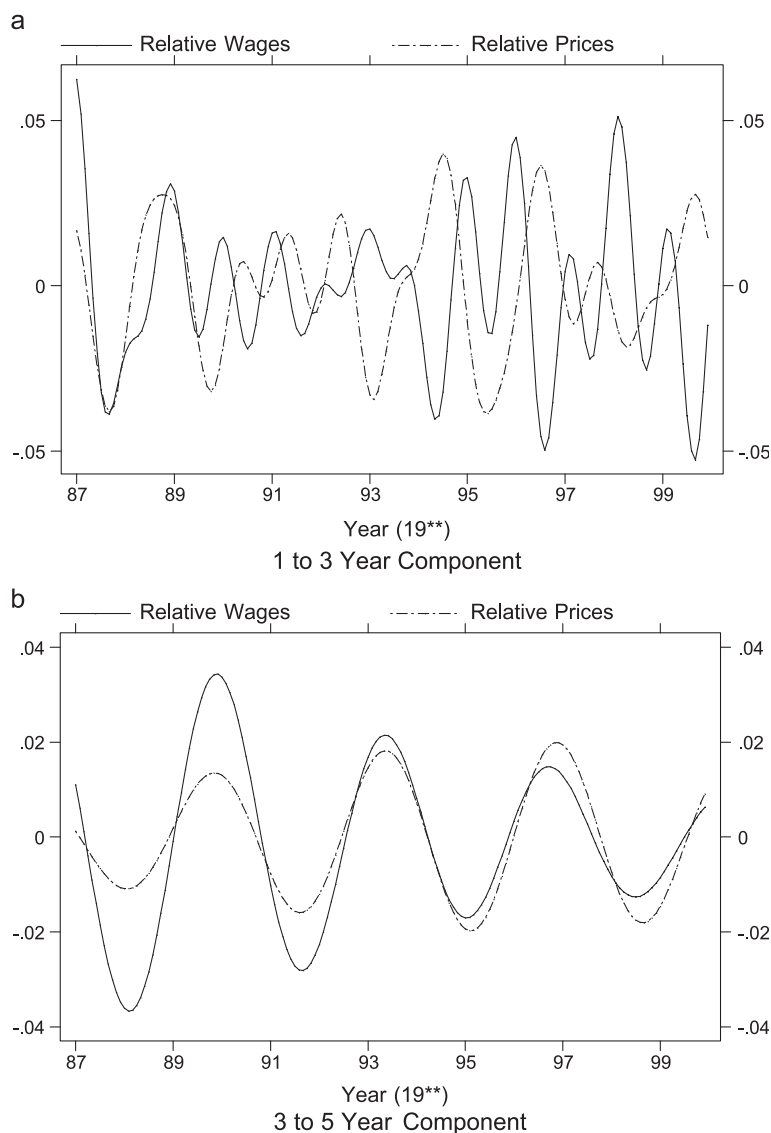 a
Relative Wages Relative Prices
.05 .05
0 0
-.05 -.05
87 89 91 93 95 97 99
Year (19**)
1 to 3 Year Component
b
Relative Wages Relative Prices
.04 .04
.02 .02
0 0
-.02 -.02
-.04 -.04
87 89 91 93 95 97 99
Year (19**)
3 to 5 Year Component